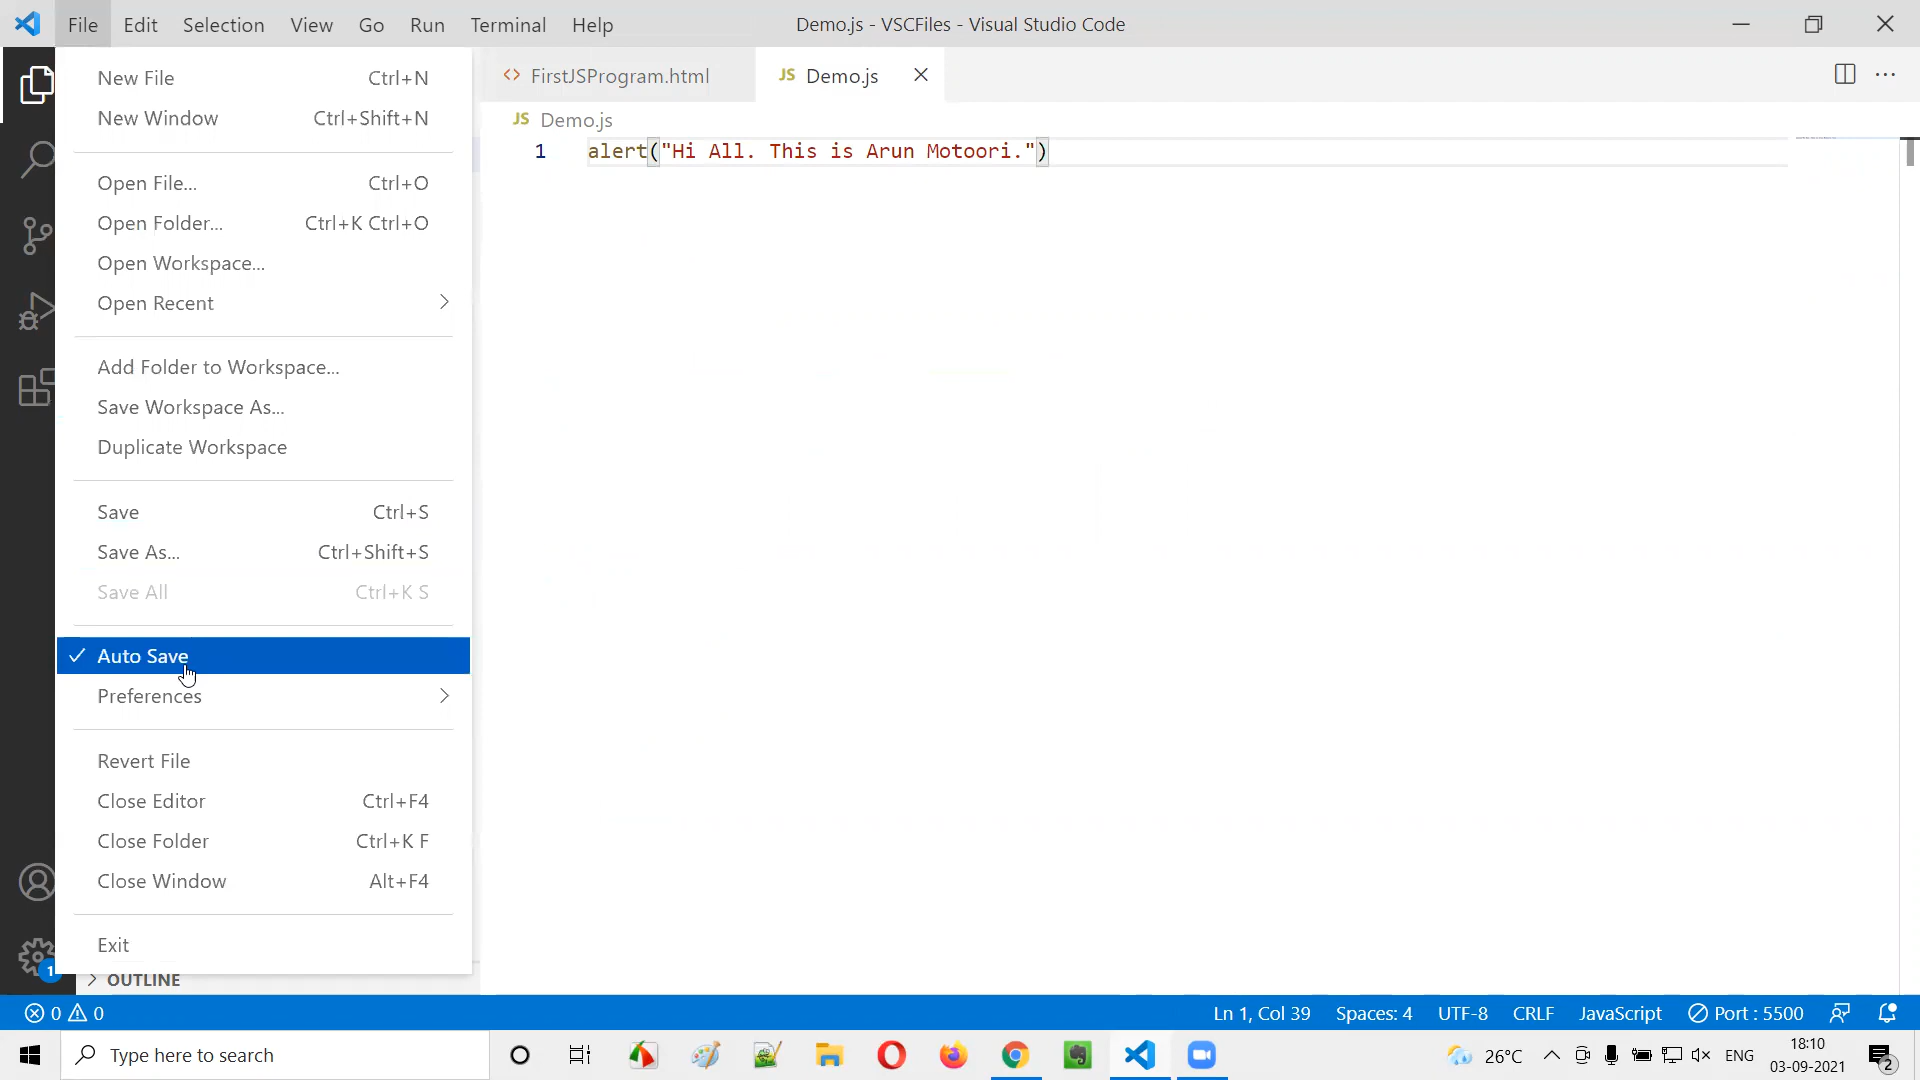 File Edit Selection View Go Run Terminal Help Demo.js - VSCFiles - Visual Studio Code
New File Ctrl+N
New Window Ctrl+Shift+N
Open File... Ctrl+O
Open Folder... Ctrl+K Ctrl+O
Open Workspace...
Open Recent
Add Folder to Workspace...
Save Workspace As...
Duplicate Workspace
Save Ctrl+S
Save As... Ctrl+Shift+S
Save All Ctrl+K S
Auto Save
Preferences
Revert File
Close Editor Ctrl+F4
Close Folder Ctrl+K F
Close Window Alt+F4
Exit
OUTLINE
<> FirstJSProgram.html JS Demo.js
JS Demo.js
1 alert("Hi All. This is Arun Motoori.")
1
0 0 Ln 1, Col 39 Spaces: 4 UTF-8 CRLF JavaScript Port : 5500
Type here to search 26°C ENG 18:10
03-09-2021 2